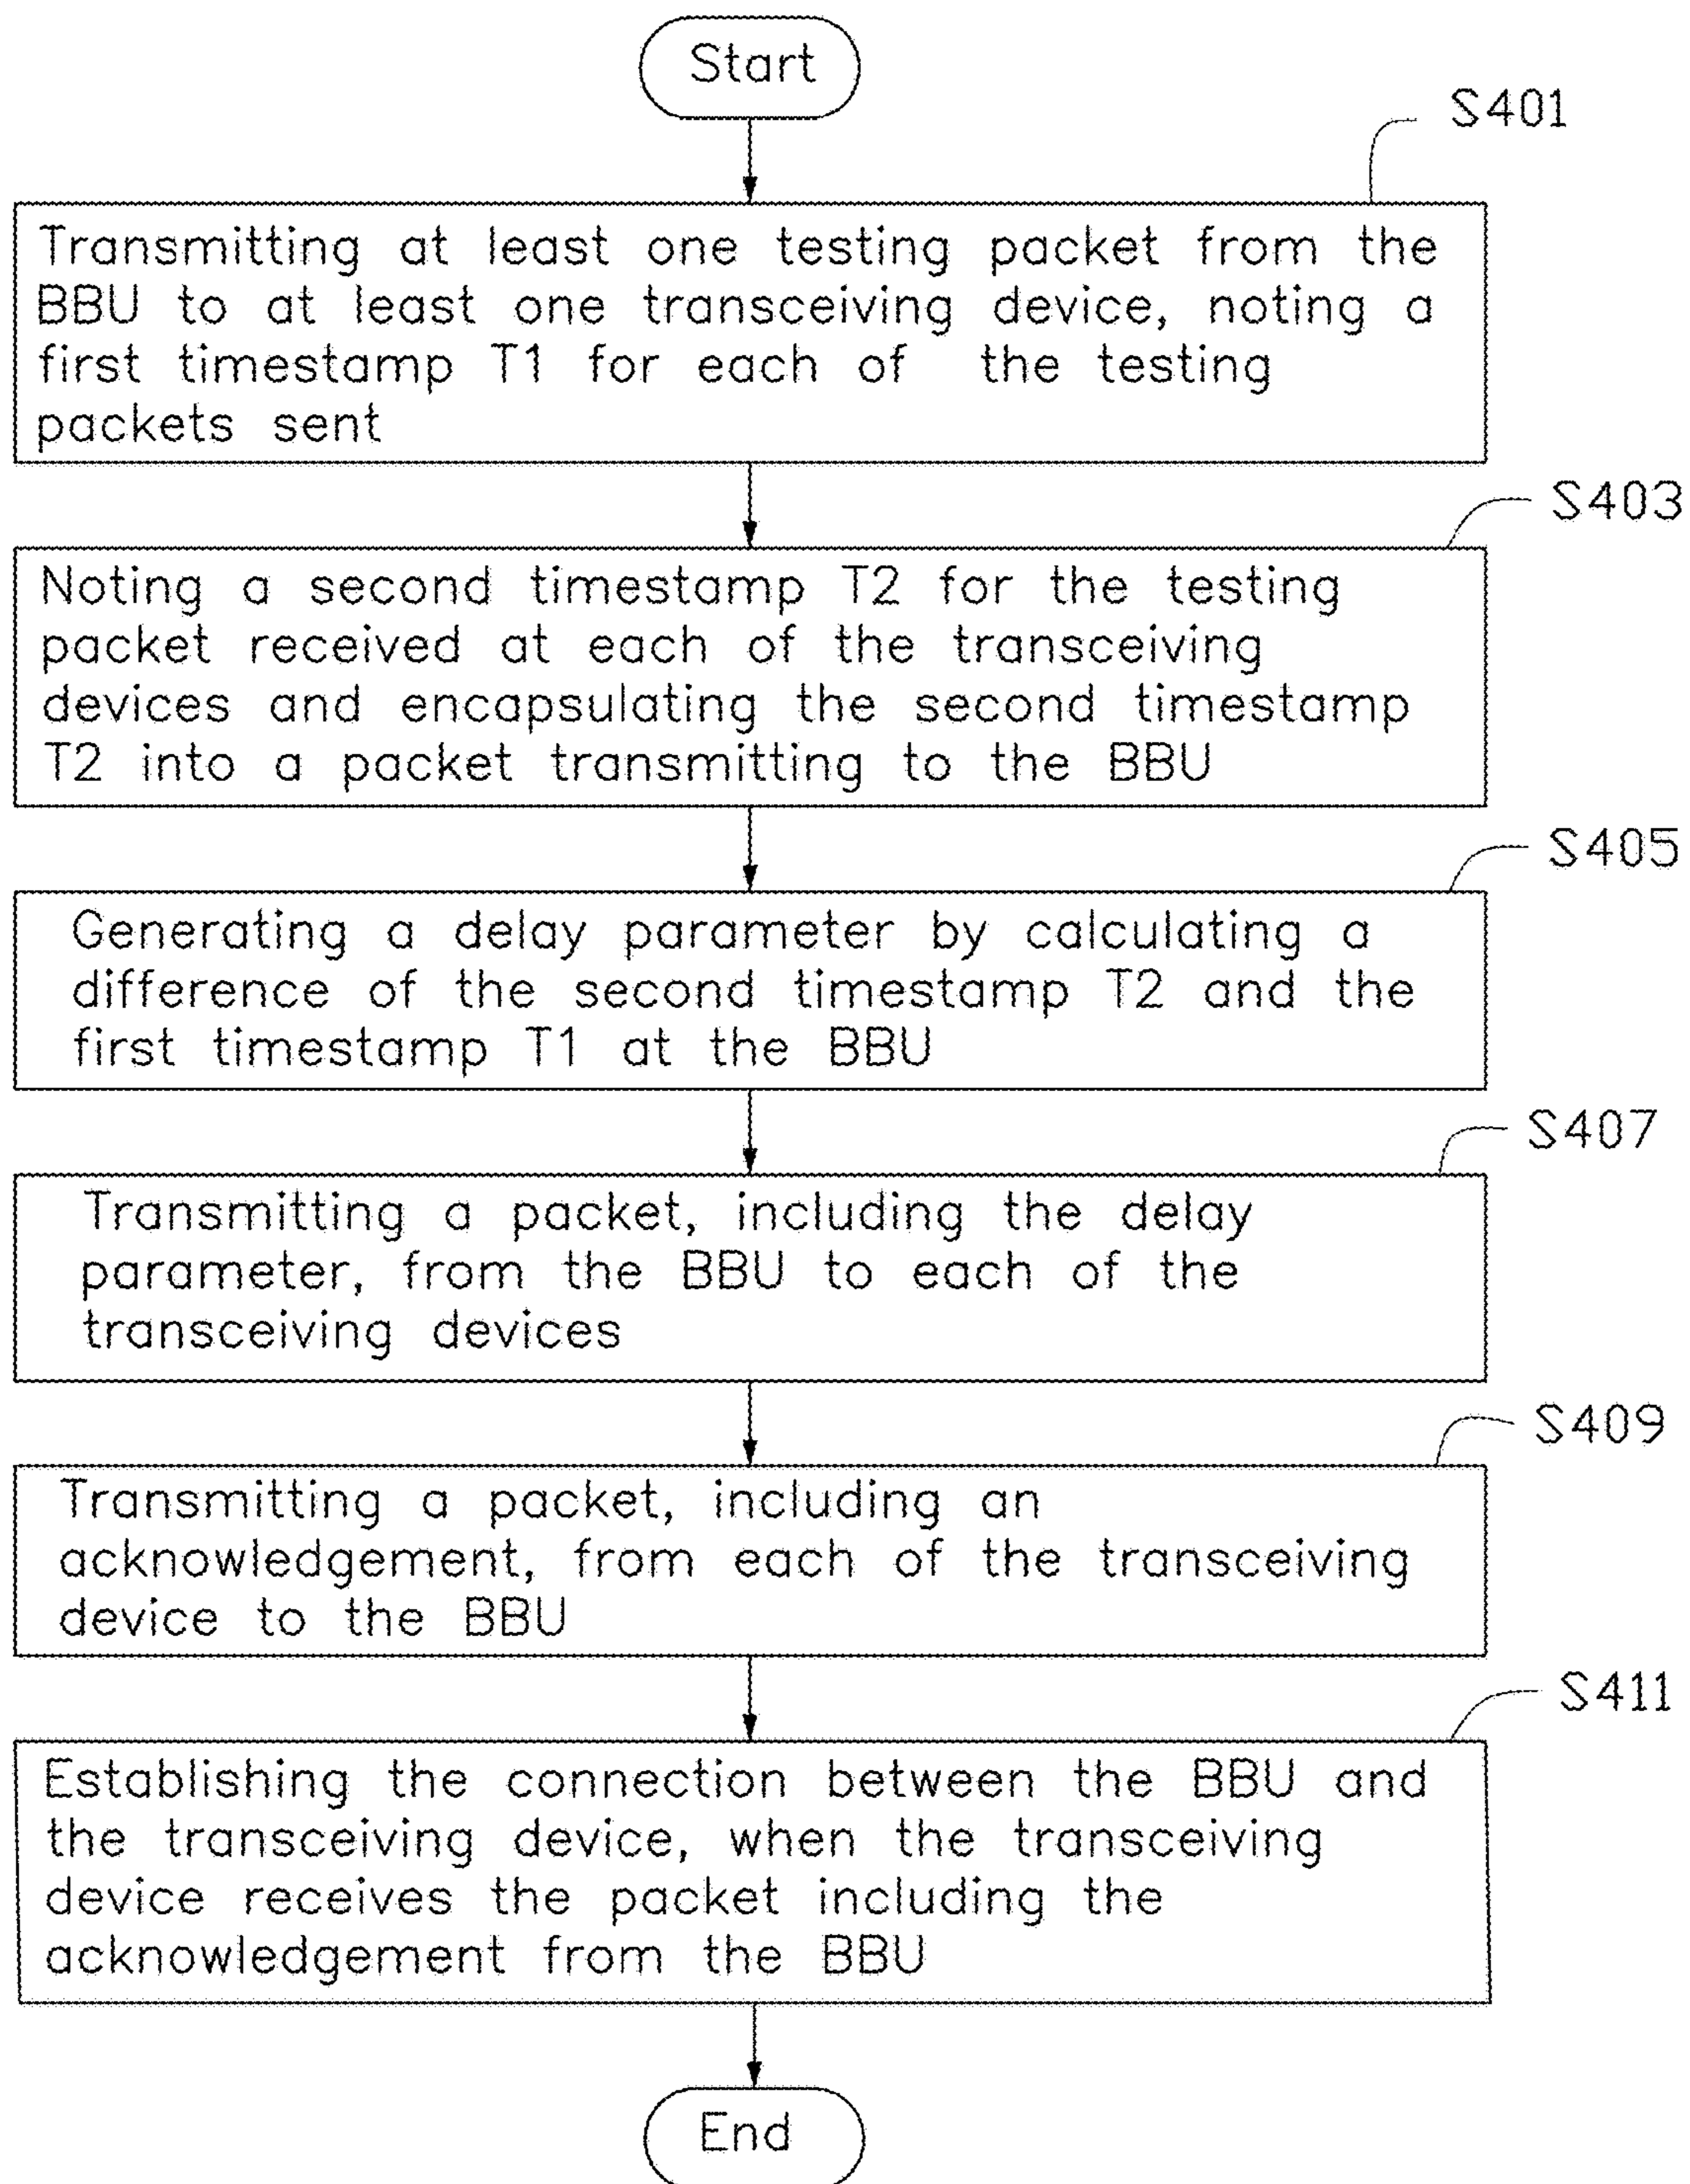 Start
S401
Transmitting at least one testing packet from the
BBU to at least one transceiving device, noting a
first timestamp T1 for each of the testing
packets sent
S403
Noting a second timestamp T2 for the testing
packet received at each of the transceiving
devices and encapsulating the second timestamp
T2 into a packet transmitting to the BBU
S405
Generating a delay parameter by calculating a
difference of the second timestamp T2 and the
first timestamp T1 at the BBU
S407
Transmitting a packet, including the delay
parameter, from the BBU to each of the
transceiving devices
S409
Transmitting a packet, including an
acknowledgement, from each of the transceiving
device to the BBU
S411
Establishing the connection between the BBU and
the transceiving device, when the transceiving
device receives the packet including the
acknowledgement from the BBU
End